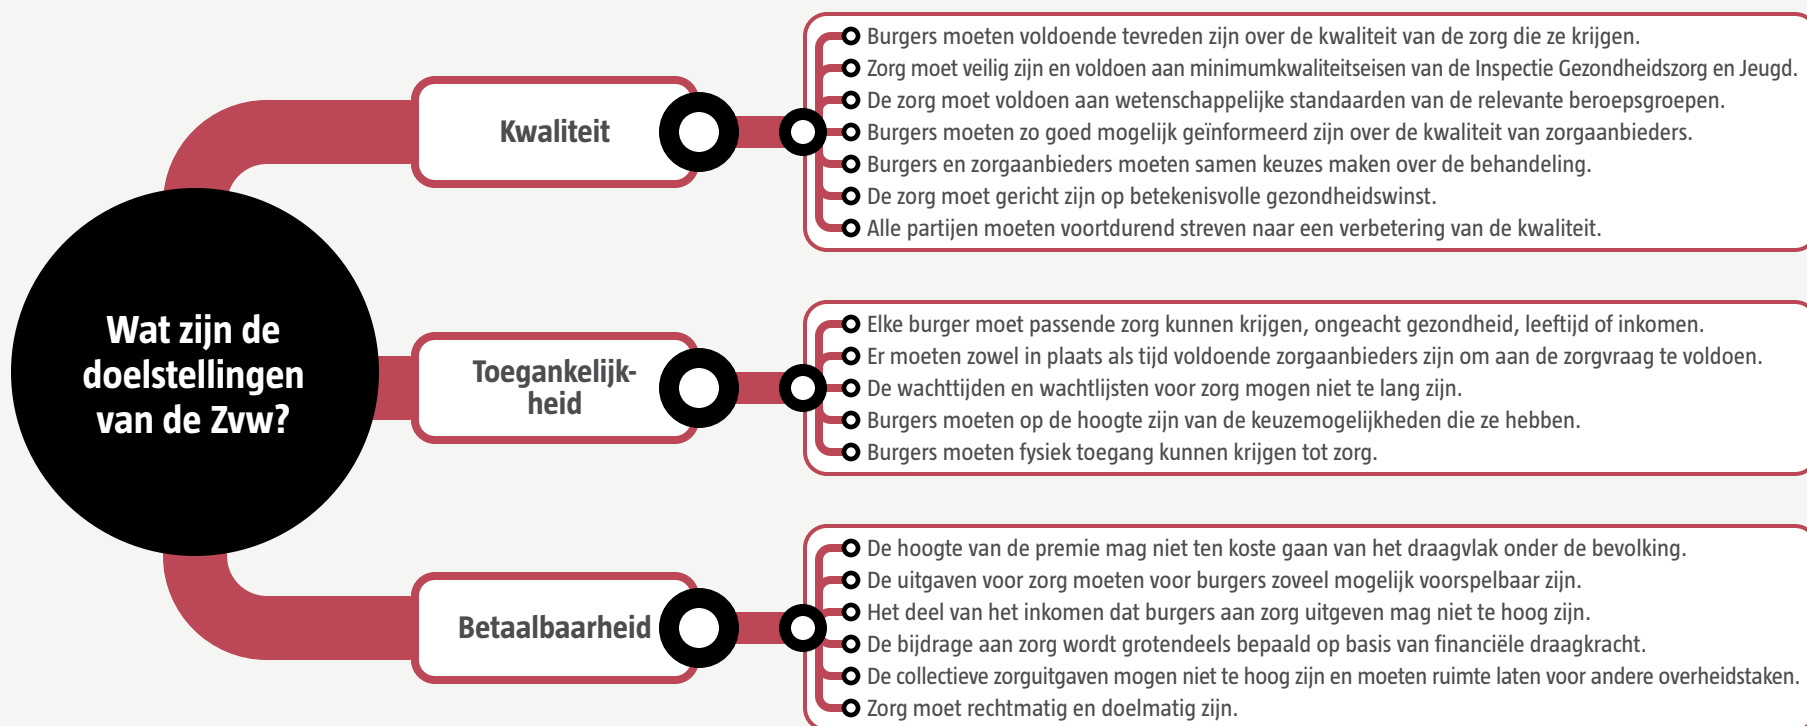 Wat zijn de
doelstellingen
van de Zvw?
Kwaliteit
Burgers moeten voldoende tevreden zijn over de kwaliteit van de zorg die ze krijgen.
Zorg moet veilig zijn en voldoen aan minimumkwaliteitseisen van de Inspectie Gezondheidszorg en Jeugd.
De zorg moet voldoen aan wetenschappelijke standaarden van de relevante beroepsgroepen.
Burgers moeten zo goed mogelijk geïnformeerd zijn over de kwaliteit van zorgaanbieders.
Burgers en zorgaanbieders moeten samen keuzes maken over de behandeling.
De zorg moet gericht zijn op betekenisvolle gezondheidswinst.
Alle partijen moeten voortdurend streven naar een verbetering van de kwaliteit.
Toegankelijk-
heid
Elke burger moet passende zorg kunnen krijgen, ongeacht gezondheid, leeftijd of inkomen.
Er moeten zowel in plaats als tijd voldoende zorgaanbieders zijn om aan de zorgvraag te voldoen.
De wachttijden en wachtlijsten voor zorg mogen niet te lang zijn.
Burgers moeten op de hoogte zijn van de keuzemogelijkheden die ze hebben.
Burgers moeten fysiek toegang kunnen krijgen tot zorg.
Betaalbaarheid
De hoogte van de premie mag niet ten koste gaan van het draagvlak onder de bevolking.
De uitgaven voor zorg moeten voor burgers zoveel mogelijk voorspelbaar zijn.
Het deel van het inkomen dat burgers aan zorg uitgeven mag niet te hoog zijn.
De bijdrage aan zorg wordt grotendeels bepaald op basis van financiële draagkracht.
De collectieve zorguitgaven mogen niet te hoog zijn en moeten ruimte laten voor andere overheidstaken.
Zorg moet rechtmatig en doelmatig zijn.